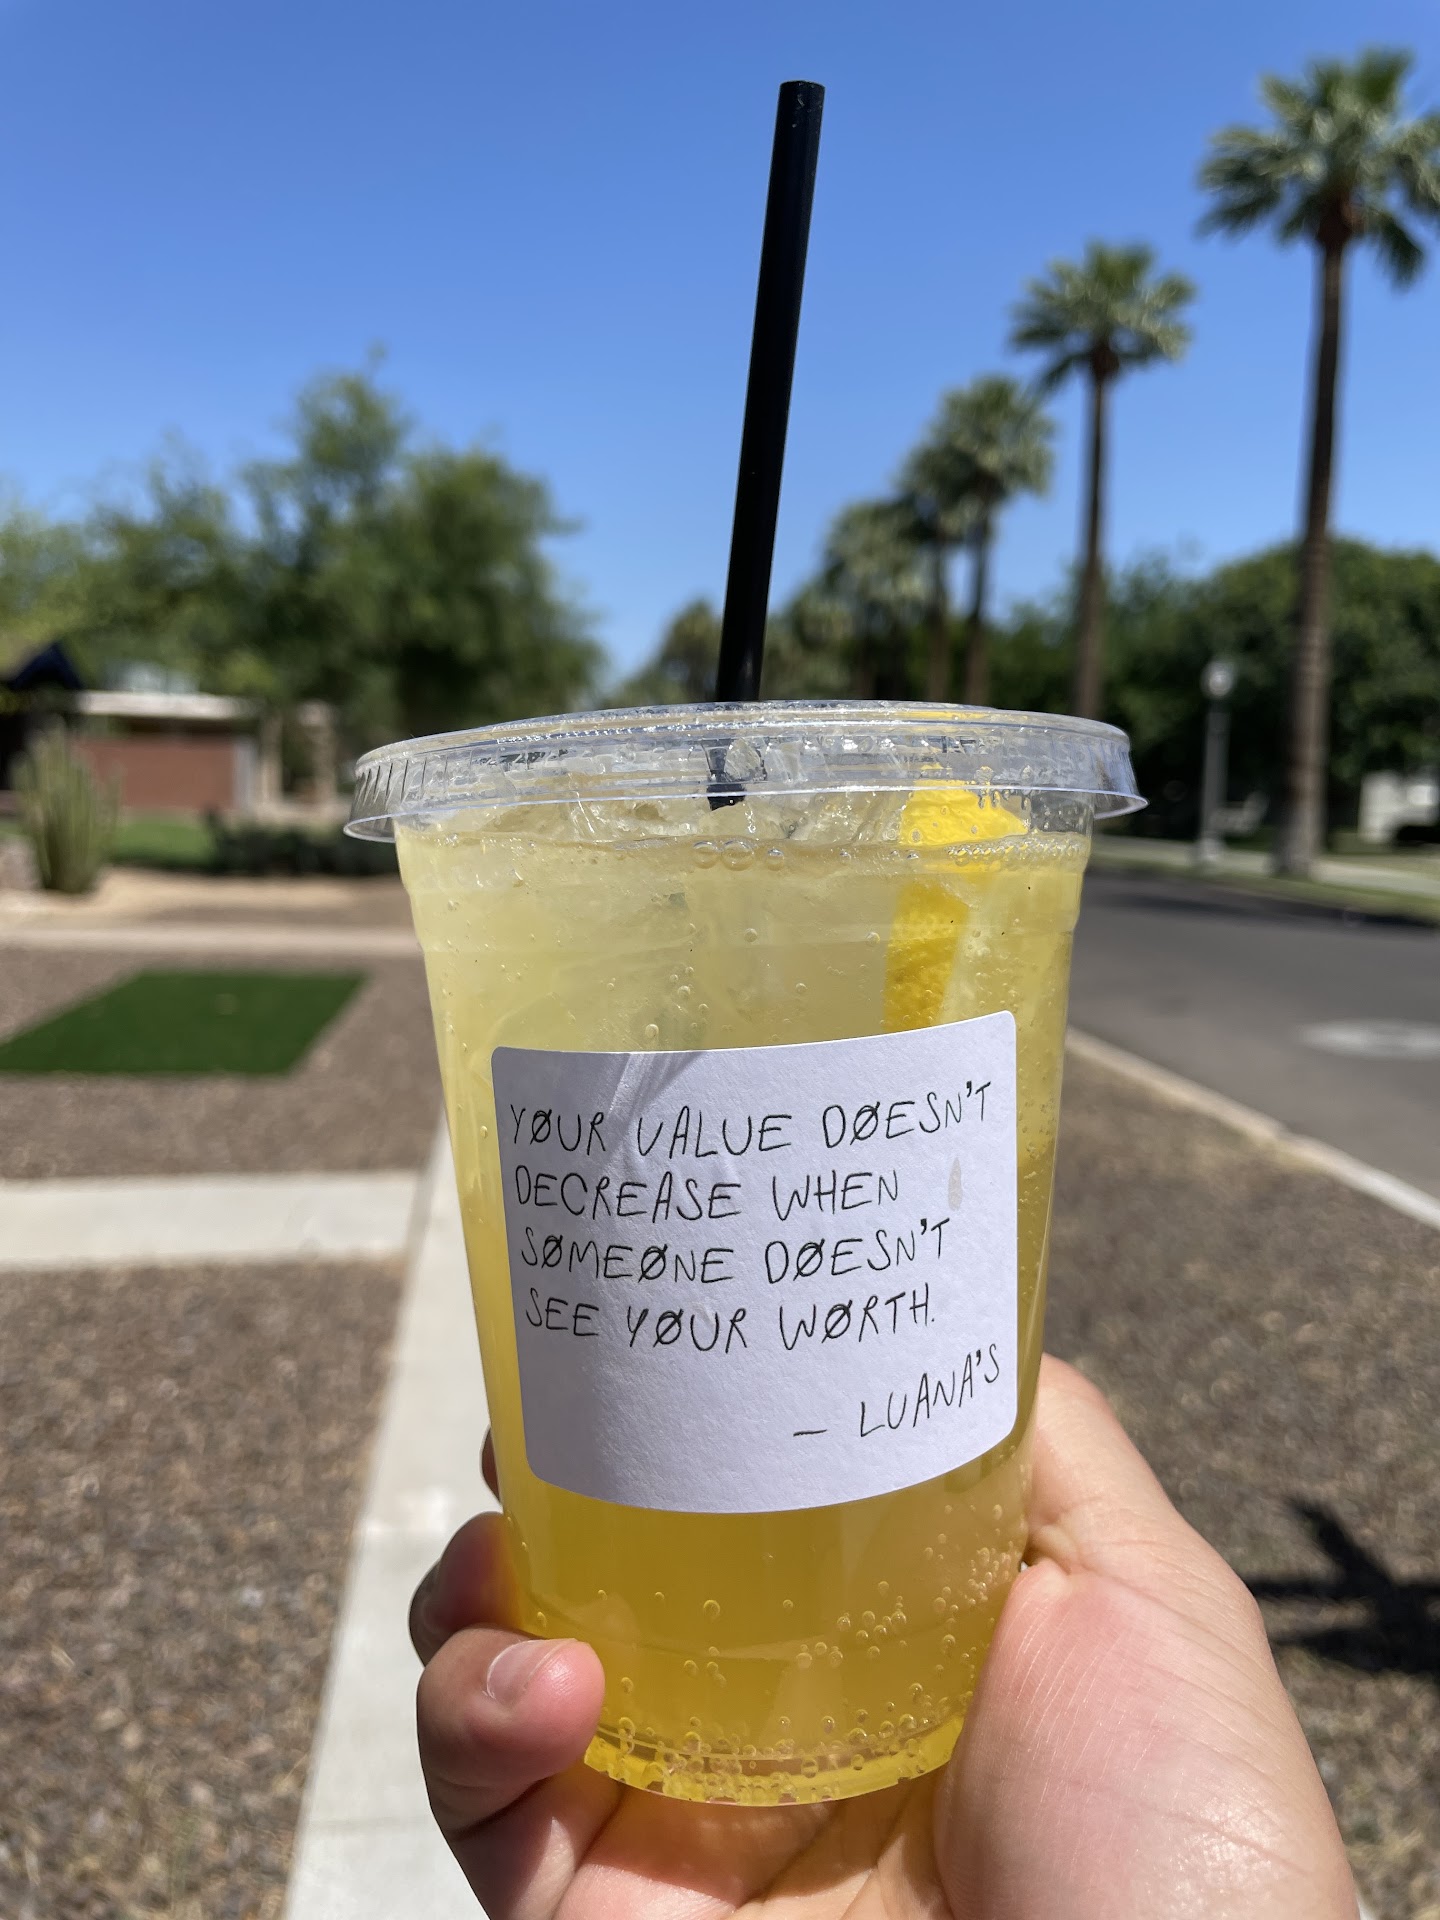 YØUR VALUE DØESN'T
DECREASE WHEN
SØMEØNE DØESN'T
SEE YØUR WØRTH.
— LUANA'S